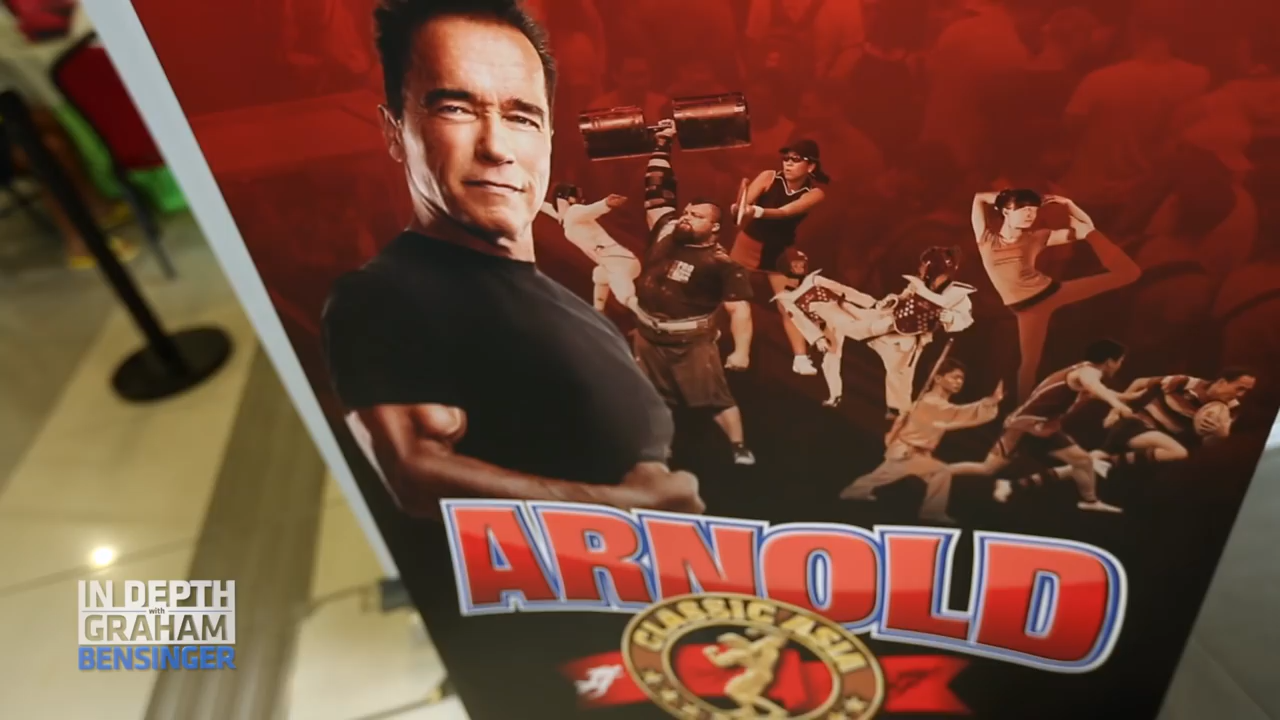 ARNOLD
CLASSIC ASIA
IN DEPTH
with
GRAHAM
BENSINGER